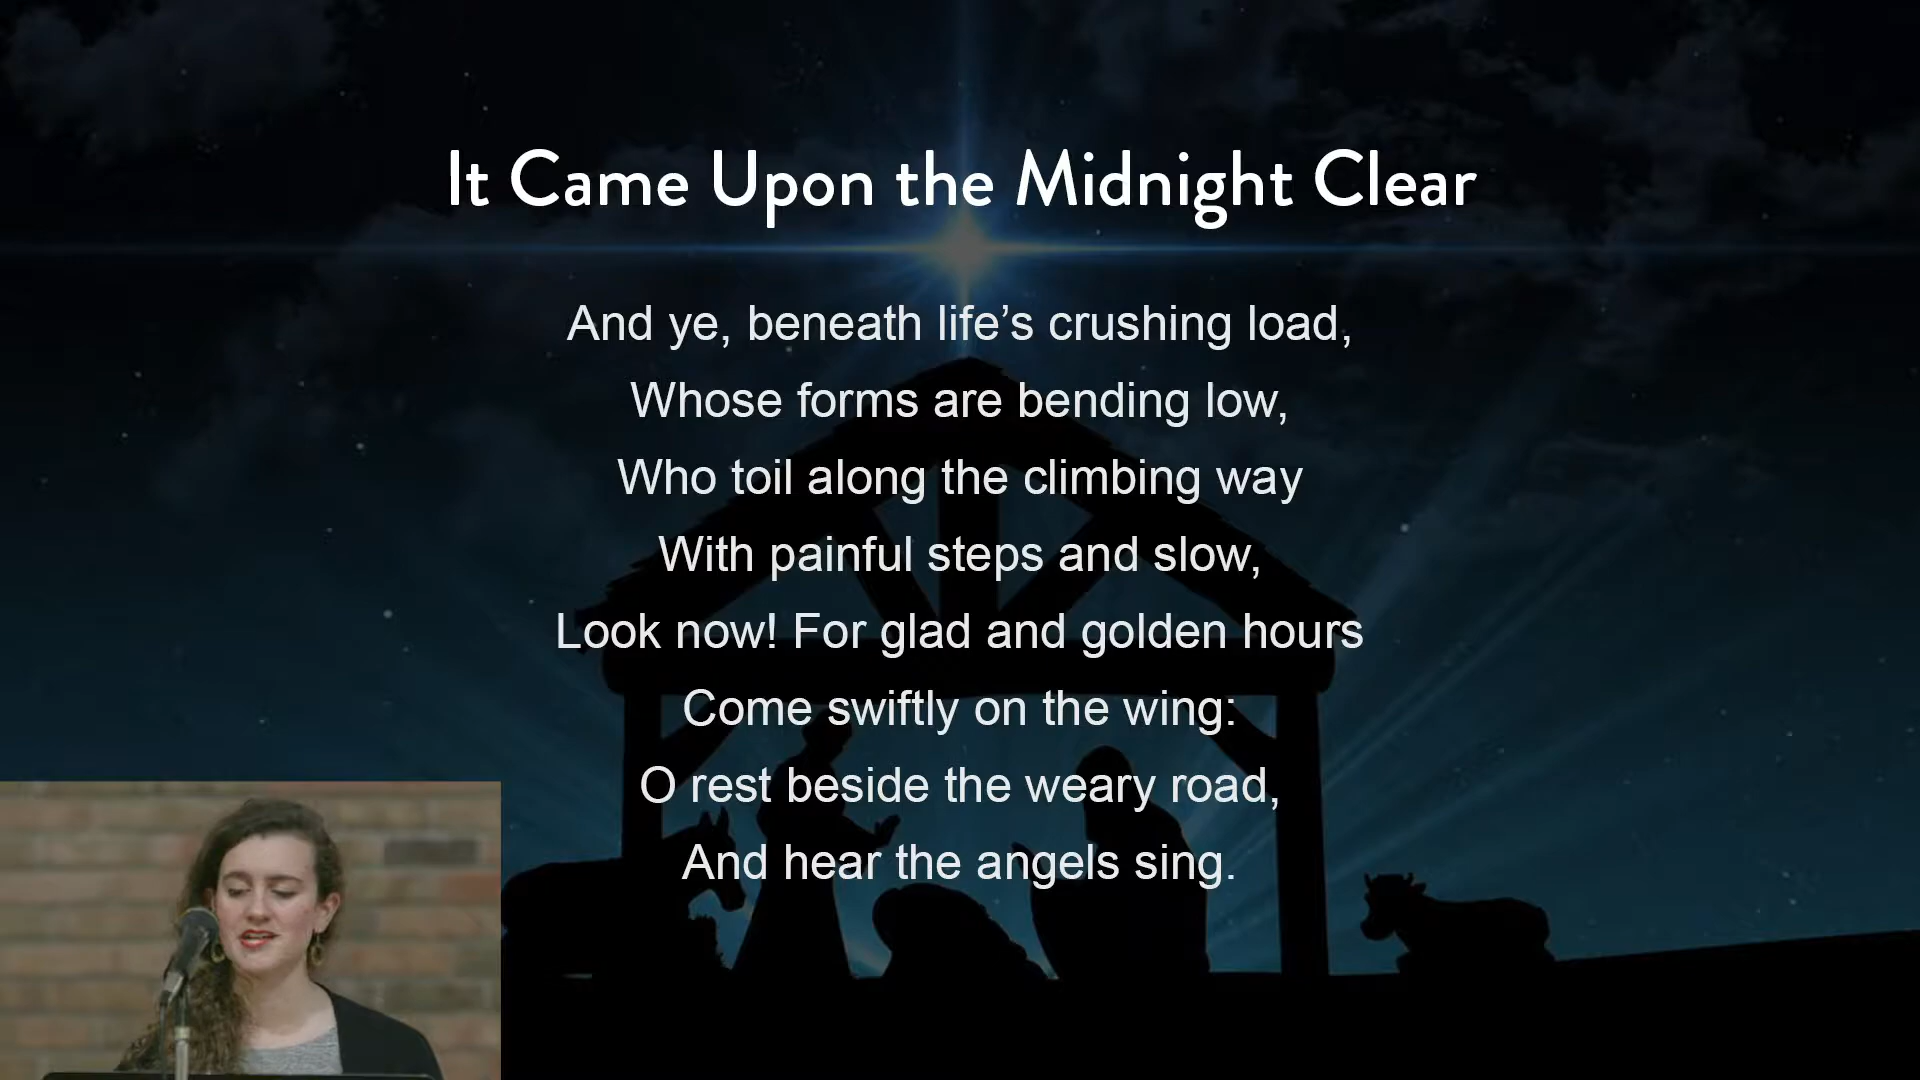 It Came Upon the Midnight Clear
And ye, beneath life’s crushing load,
Whose forms are bending low,
Who toil along the climbing way
With painful steps and slow,
Look now! For glad and golden hours
Come swiftly on the wing:
O rest beside the weary road,
And hear the angels sing.